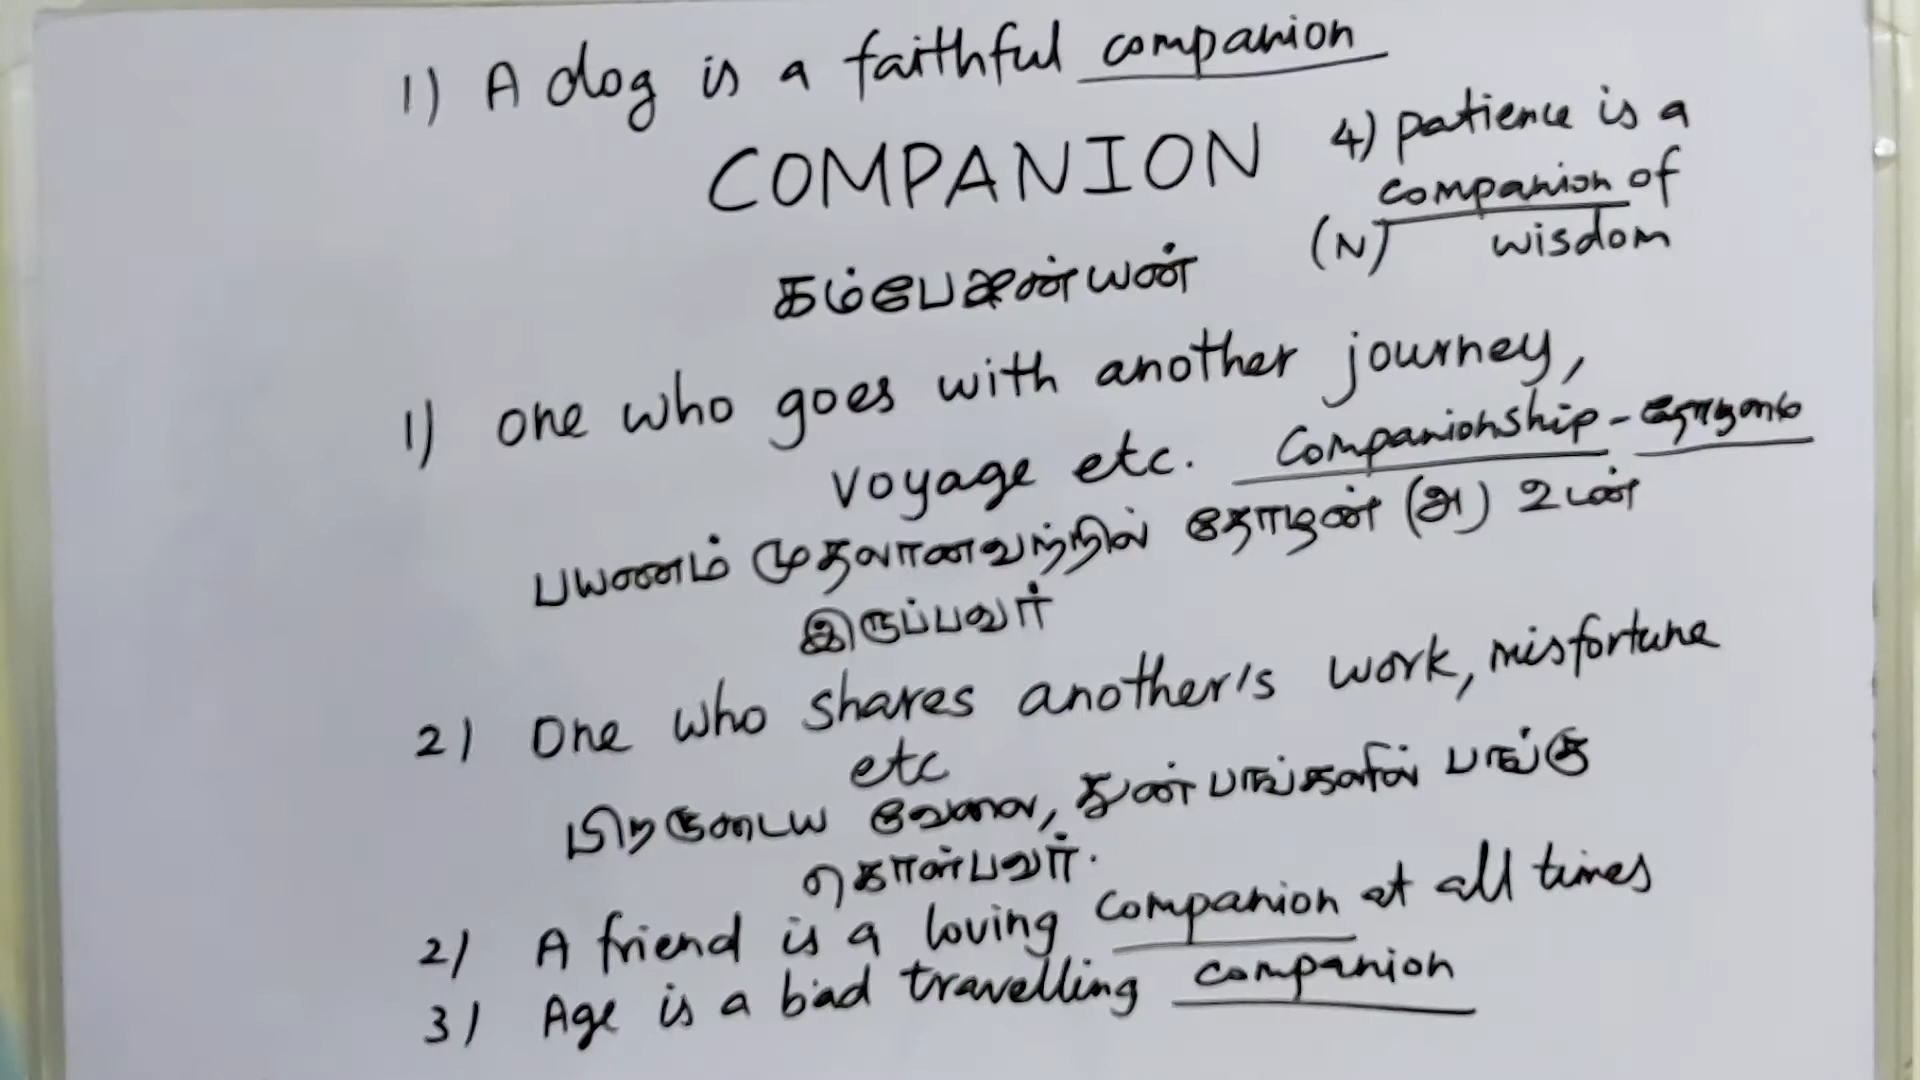 1) A dog is a faithful companion
COMPANION
4) patience is a
companion of
(N) wisdom
1) one who goes with another journey,
voyage etc. Companionship -
பயணம் முதலானவற்றில் தோழன் (அ) உடன்
இருப்பவர்
2) One who shares another's work, misfortune
etc
பிறருடைய வேலை, துன்பங்களில் பங்கு
கொள்பவர்.
2) A friend is a loving companion at all times
3) Age is a bad travelling companion